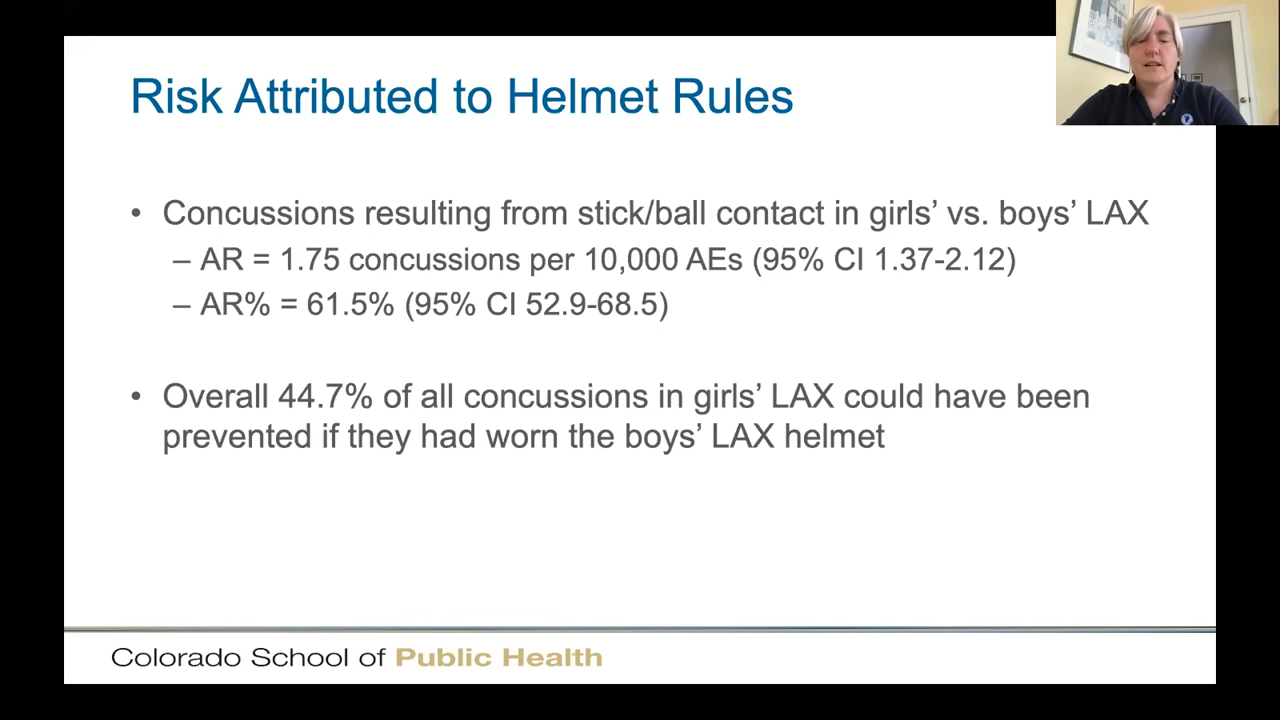 Risk Attributed to Helmet Rules
• Concussions resulting from stick/ball contact in girls’ vs. boys’ LAX
– AR = 1.75 concussions per 10,000 AEs (95% CI 1.37-2.12)
– AR% = 61.5% (95% CI 52.9-68.5)
• Overall 44.7% of all concussions in girls’ LAX could have been
prevented if they had worn the boys’ LAX helmet
Colorado School of Public Health